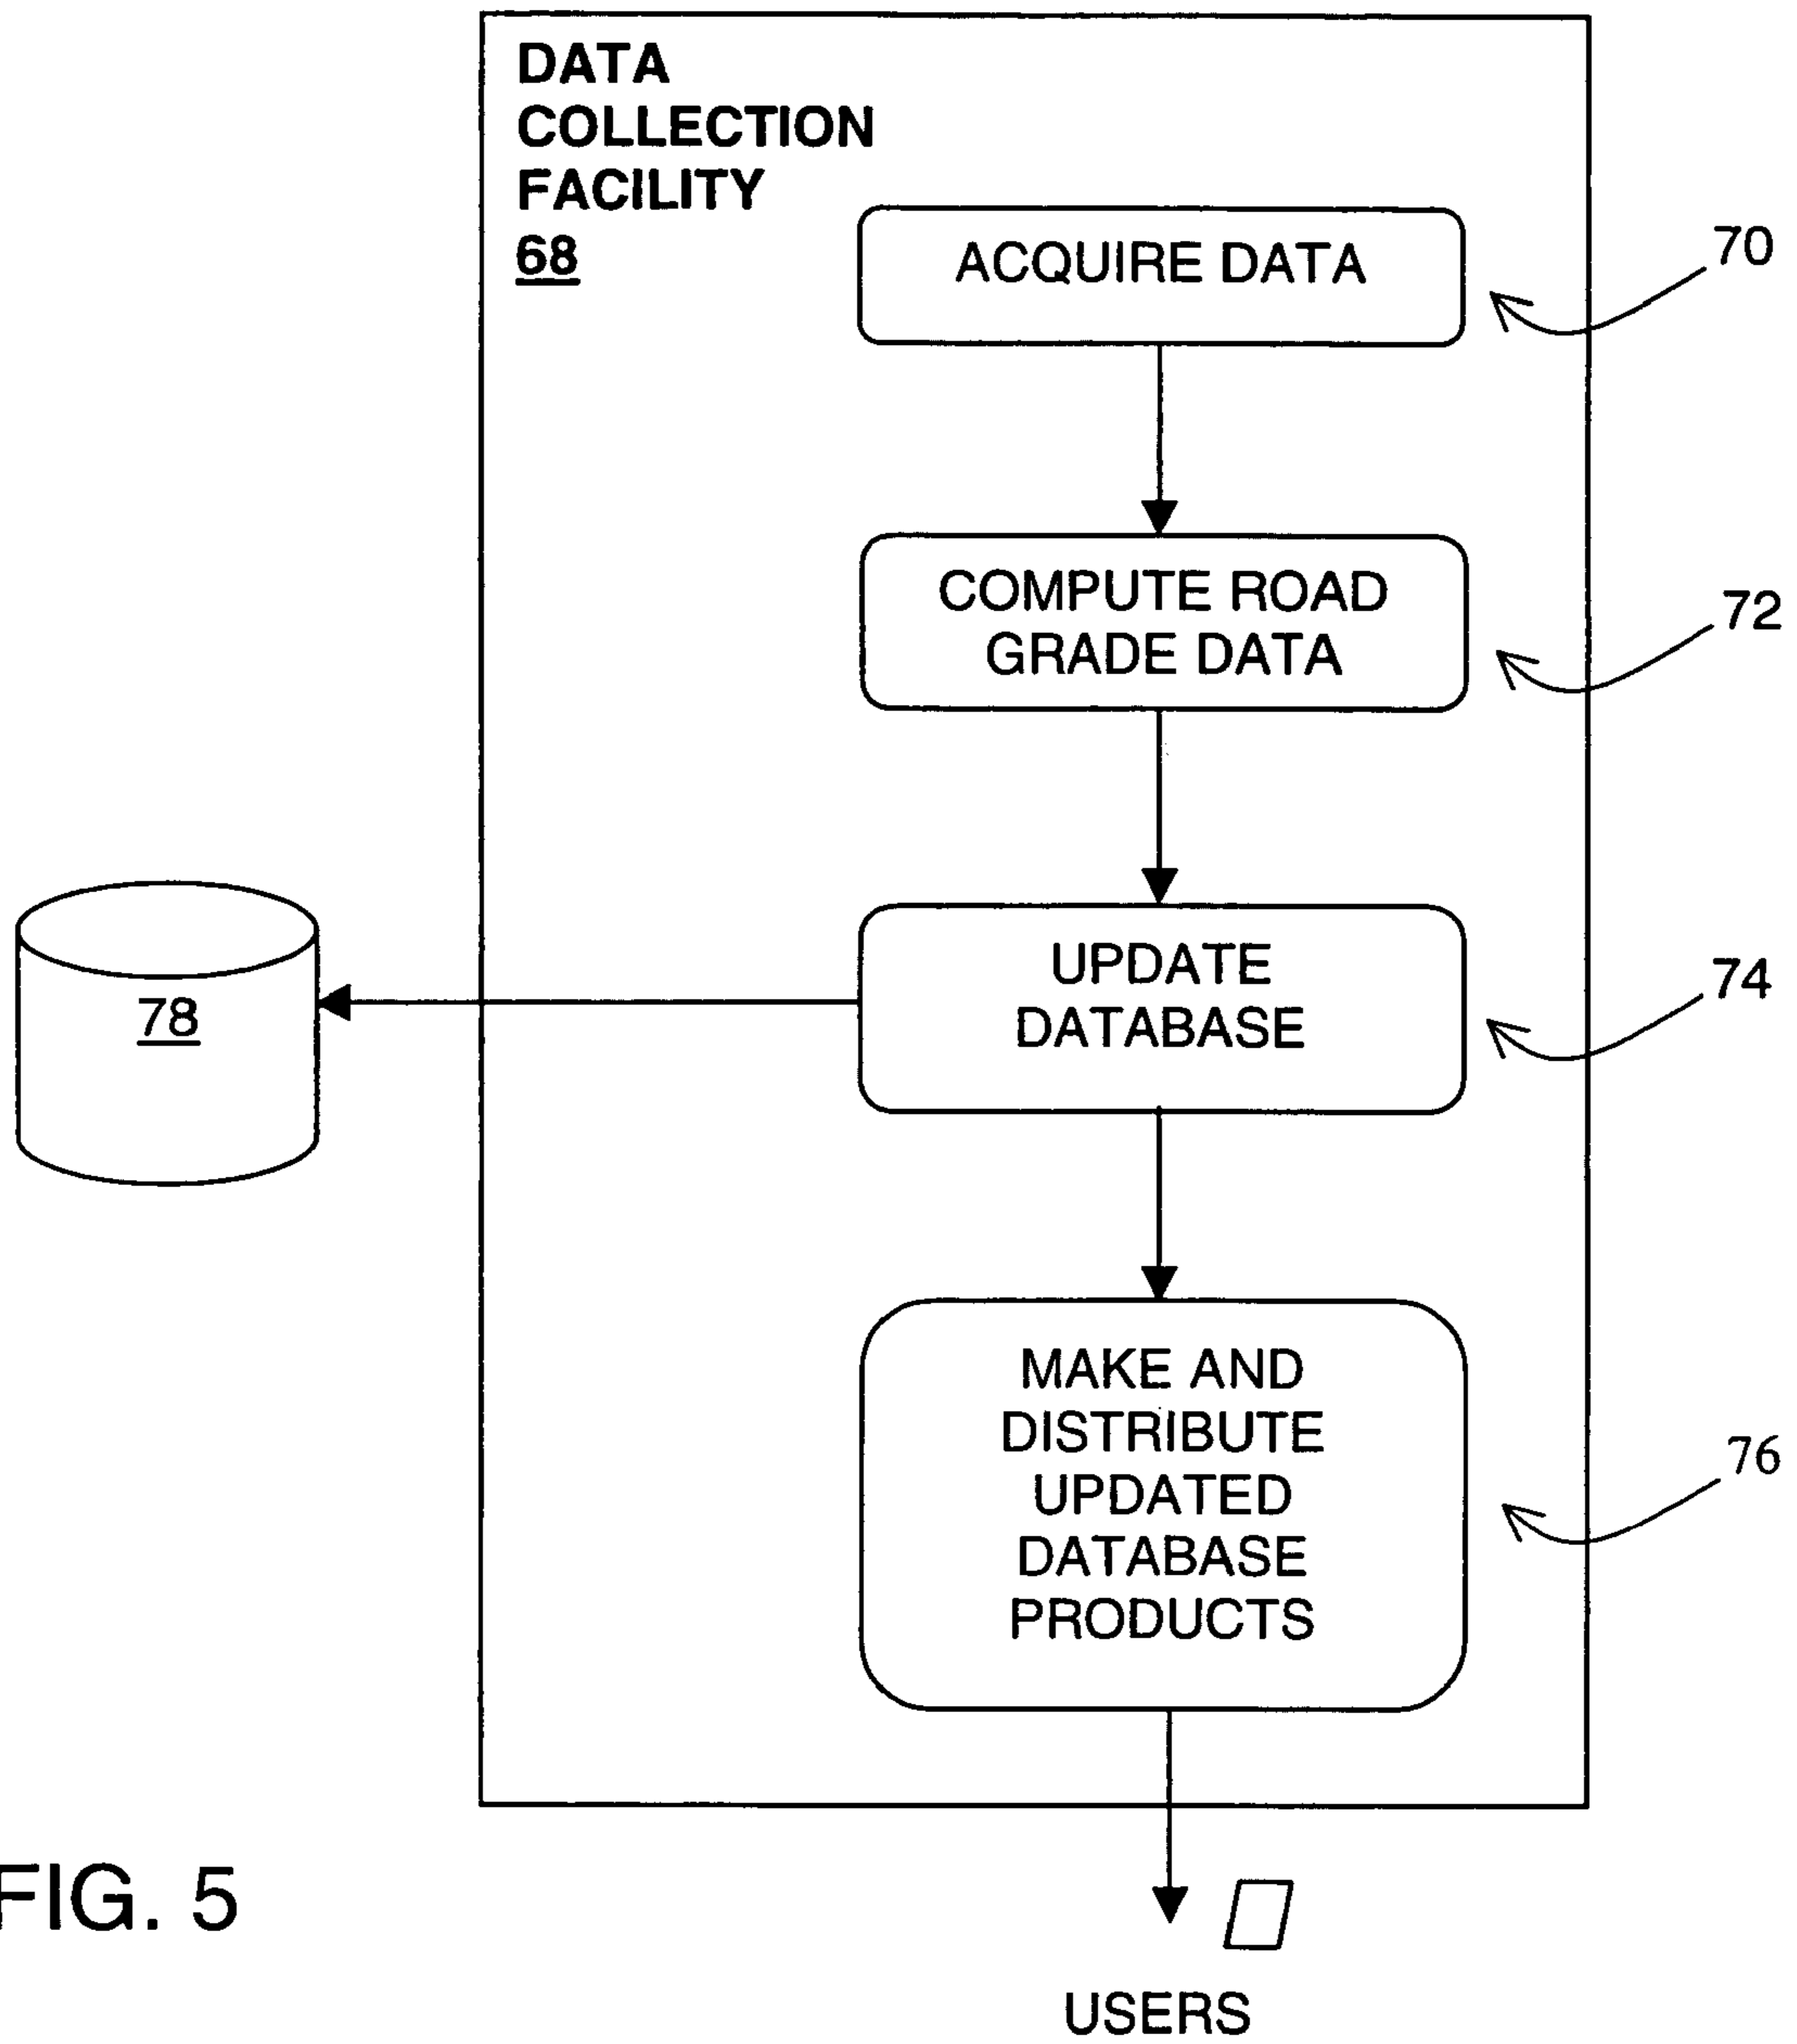 DATA
COLLECTION
FACILITY
68
ACQUIRE DATA
70
COMPUTE ROAD
GRADE DATA
72
UPDATE
DATABASE
74
78
MAKE AND
DISTRIBUTE
UPDATED
DATABASE
PRODUCTS
76
FIG. 5
USERS